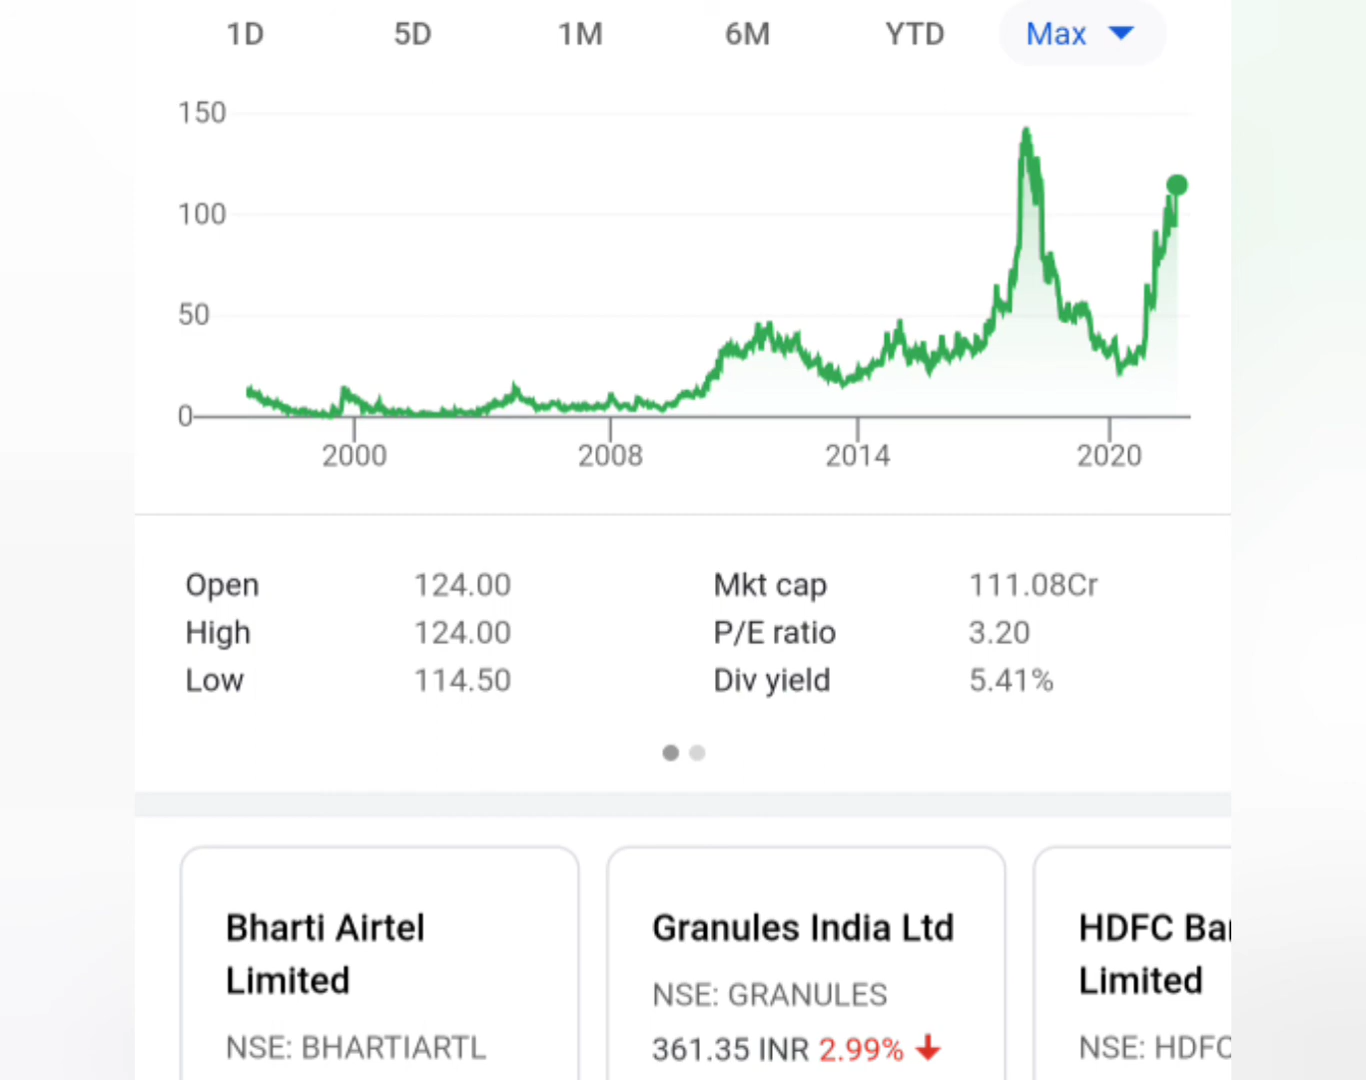 1D 5D 1M 6M YTD Max
150
100
50
0
2000 2008 2014 2020
Open 124.00 Mkt cap 111.08Cr
High 124.00 P/E ratio 3.20
Low 114.50 Div yield 5.41%
Bharti Airtel
Limited
NSE: BHARTIARTL
Granules India Ltd
NSE: GRANULES
361.35 INR 2.99%
HDFC
Limited
NSE: